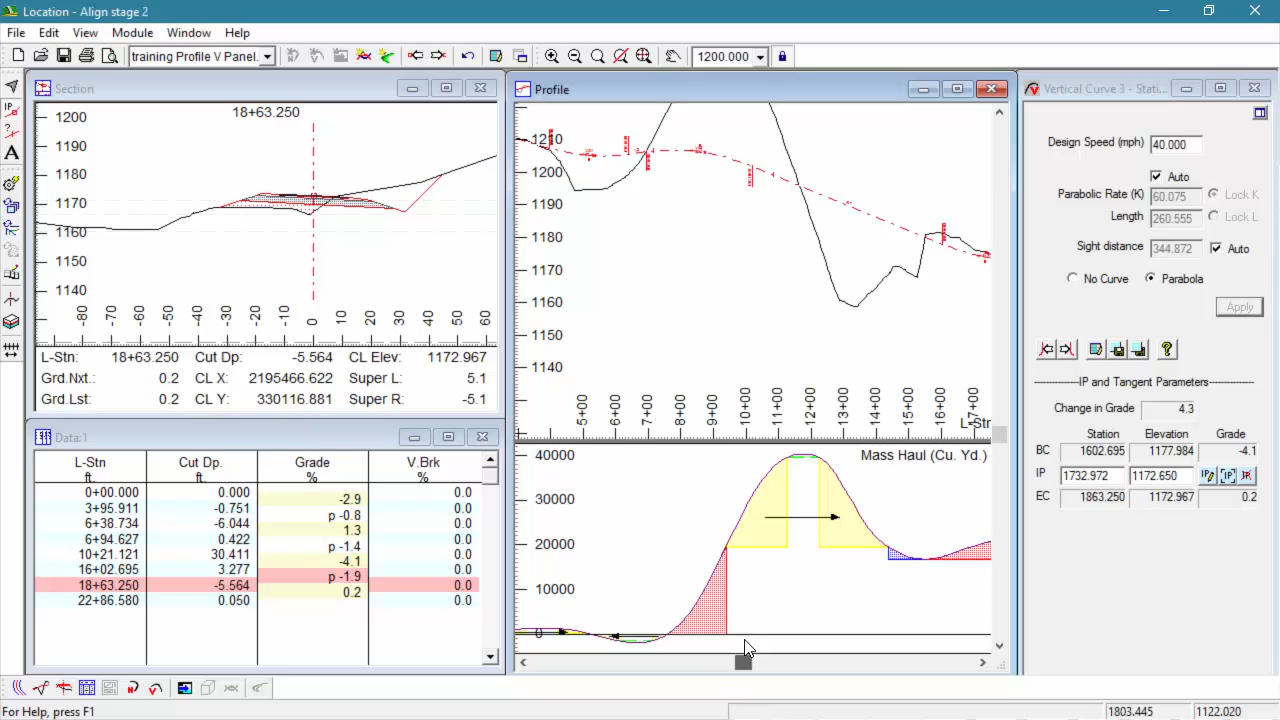 Location - Align stage 2
File Edit View Module Window Help
training Profile V Panel.
1200.000
Section
18+63.250
1200
1190
1180
1170
1160
1150
1140
-80 -70 -60 -50 -40 -30 -20 -10 0 10 20 30 40 50 60
L-Stn: 18+63.250 Cut Dp: -5.564 CL Elev: 1172.967
Grd.Nxt.: 0.2 CL X: 2195466.622 Super L: 5.1
Grd.Lst: 0.2 CL Y: 330116.881 Super R: -5.1
Data:1
L-Stn Cut Dp. Grade V.Brk
ft. ft. % %
0+00.000 0.000 0.0
-2.9
3+95.911 -0.751 0.0
p -0.8
6+38.734 -6.044 0.0
1.3
6+94.627 0.422 0.0
p -1.4
10+21.121 30.411 0.0
-4.1
16+02.695 3.277 0.0
p -1.9
18+63.250 -5.564 0.0
0.2
22+86.580 0.050 0.0
Profile
1210
1200
1190
1180
1170
1160
1150
1140
5+00 6+00 7+00 8+00 9+00 10+00 11+00 12+00 13+00 14+00 15+00 16+00 17+00
L-Str
Mass Haul (Cu. Yd.)
40000
30000
20000
10000
0
Vertical Curve 3 - Stati...
Design Speed (mph) 40.000
Auto
Parabolic Rate (K) 60.075 Lock K
Length 260.555 Lock L
Sight distance 344.872 Auto
No Curve Parabola
Apply
IP and Tangent Parameters
Change in Grade 4.3
Station Elevation Grade
BC 1602.695 1177.984 -4.1
IP 1732.972 1172.650
EC 1863.250 1172.967 0.2
For Help, press F1
1803.445 1122.020